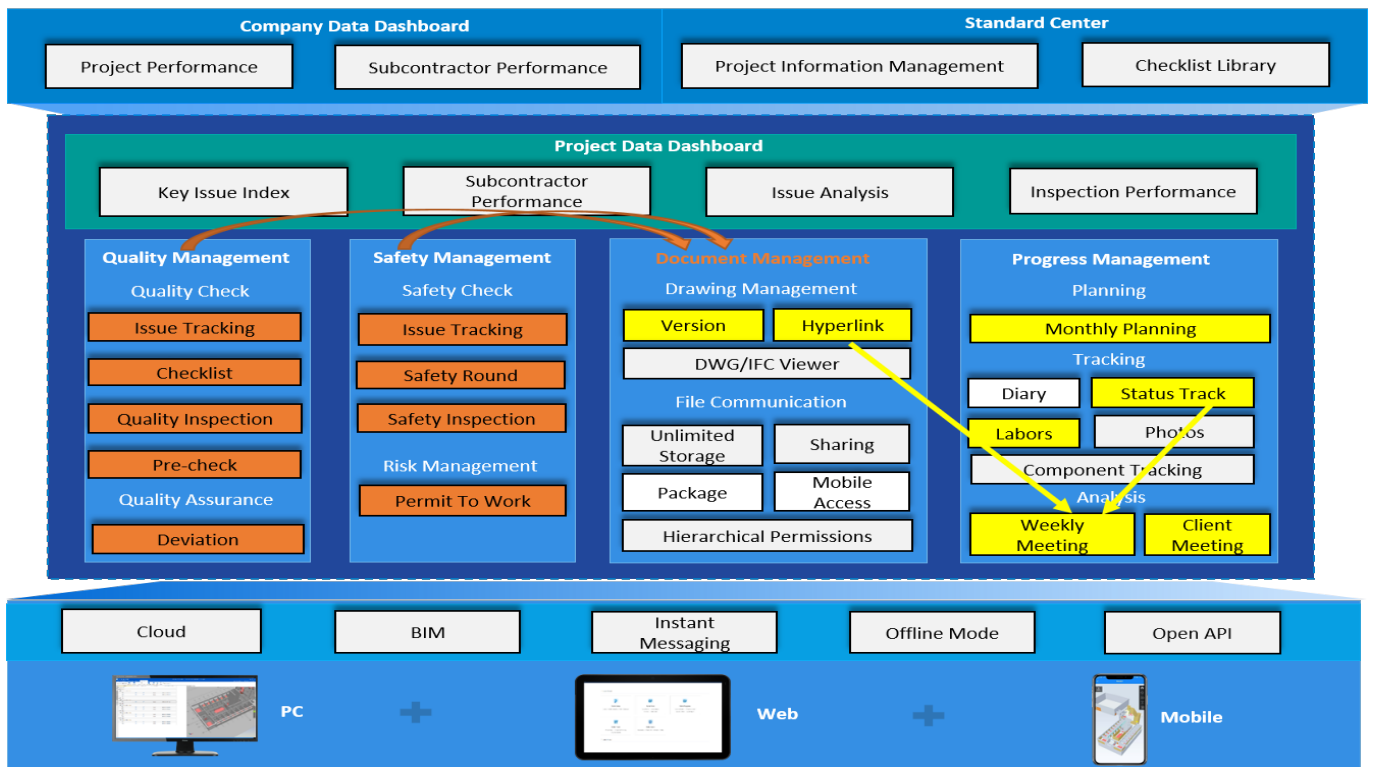 Company Data Dashboard
Standard Center
Project Performance
Subcontractor Performance
Project Information Management
Checklist Library
Project Data Dashboard
Key Issue Index
Subcontractor
Performance
Issue Analysis
Inspection Performance
Quality Management
Quality Check
Issue Tracking
Checklist
Quality Inspection
Pre-check
Quality Assurance
Deviation
Safety Management
Safety Check
Issue Tracking
Safety Round
Safety Inspection
Risk Management
Permit To Work
Document Management
Drawing Management
Version
Hyperlink
DWG/IFC Viewer
File Communication
Unlimited
Storage
Sharing
Package
Mobile
Access
Hierarchical Permissions
Progress Management
Planning
Monthly Planning
Tracking
Diary
Status Track
Labors
Photos
Component Tracking
Analysis
Weekly
Meeting
Client
Meeting
Cloud
BIM
Instant
Messaging
Offline Mode
Open API
PC
Web
Mobile